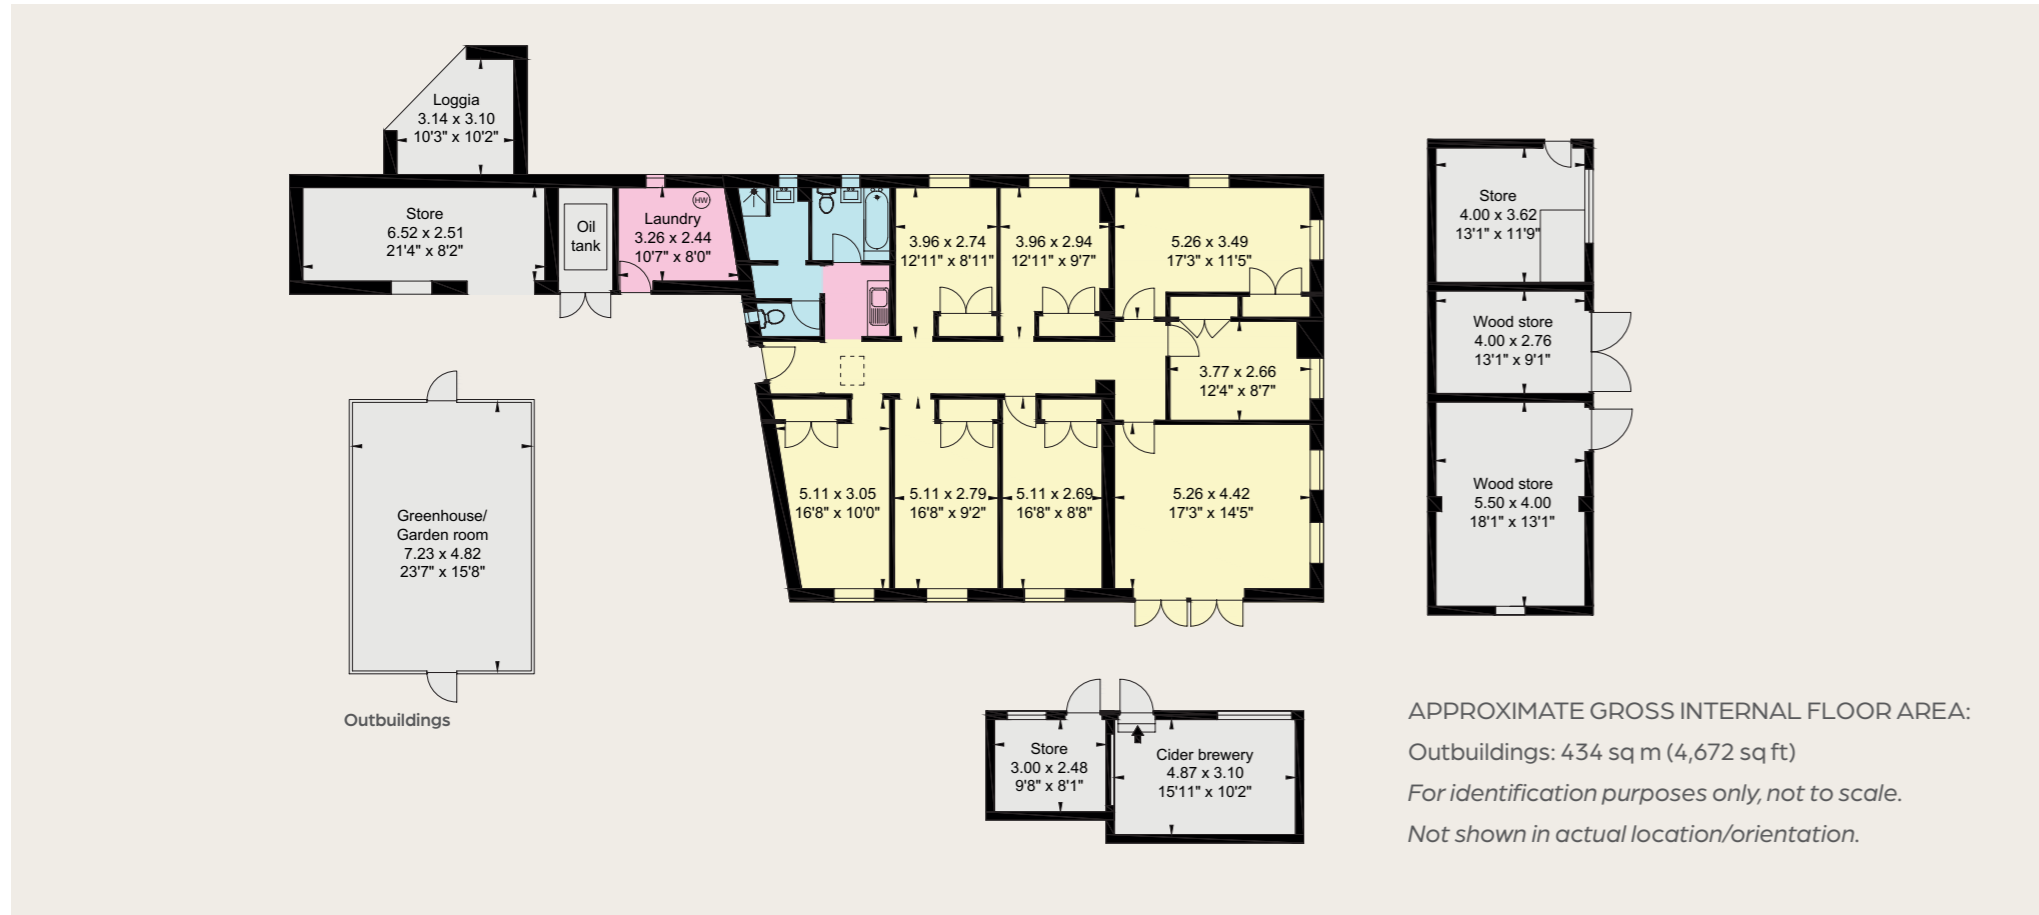 Loggia
3.14 x 3.10
10'3" x 10'2"
Store
6.52 x 2.51
21'4" x 8'2"
Oil
tank
HW
Laundry
3.26 x 2.44
10'7" x 8'0"
3.96 x 2.74
12'11" x 8'11"
3.96 x 2.94
12'11" x 9'7"
5.26 x 3.49
17'3" x 11'5"
3.77 x 2.66
12'4" x 8'7"
5.11 x 3.05
16'8" x 10'0"
5.11 x 2.79
16'8" x 9'2"
5.11 x 2.69
16'8" x 8'8"
5.26 x 4.42
17'3" x 14'5"
Store
4.00 x 3.62
13'1" x 11'9"
Wood store
4.00 x 2.76
13'1" x 9'1"
Wood store
5.50 x 4.00
18'1" x 13'1"
Greenhouse/
Garden room
7.23 x 4.82
23'7" x 15'8"
Outbuildings
Store
3.00 x 2.48
9'8" x 8'1"
Cider brewery
4.87 x 3.10
15'11" x 10'2"
APPROXIMATE GROSS INTERNAL FLOOR AREA:
Outbuildings: 434 sq m (4,672 sq ft)
For identification purposes only, not to scale.
Not shown in actual location/orientation.